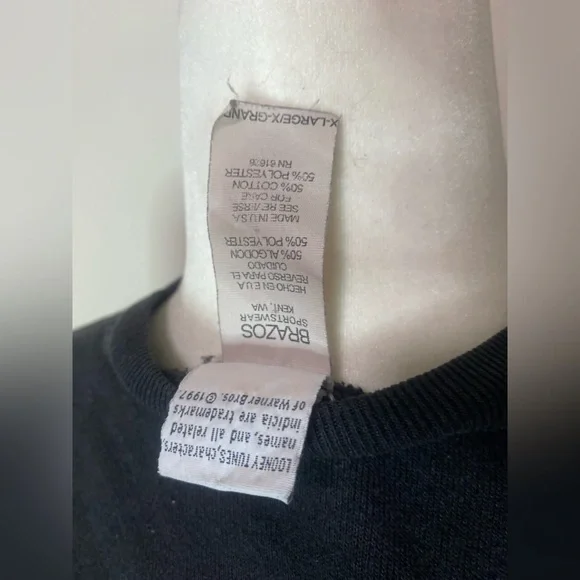 BRAZOS
SPORTSWEAR
KENT, WA
HECHO EN E.U.A
REVERSO PARA EL
CUIDADO
50% ALGODON
50% POLYESTER
MADE IN U.S.A.
SEE REVERSE
FOR CARE
50% COTTON
50% POLYESTER
RN 61636
X-LARGE/X-GRAND
LOONEY TUNES, characters,
names, and all related
indicia are trademarks
of Warner Bros. © 1997